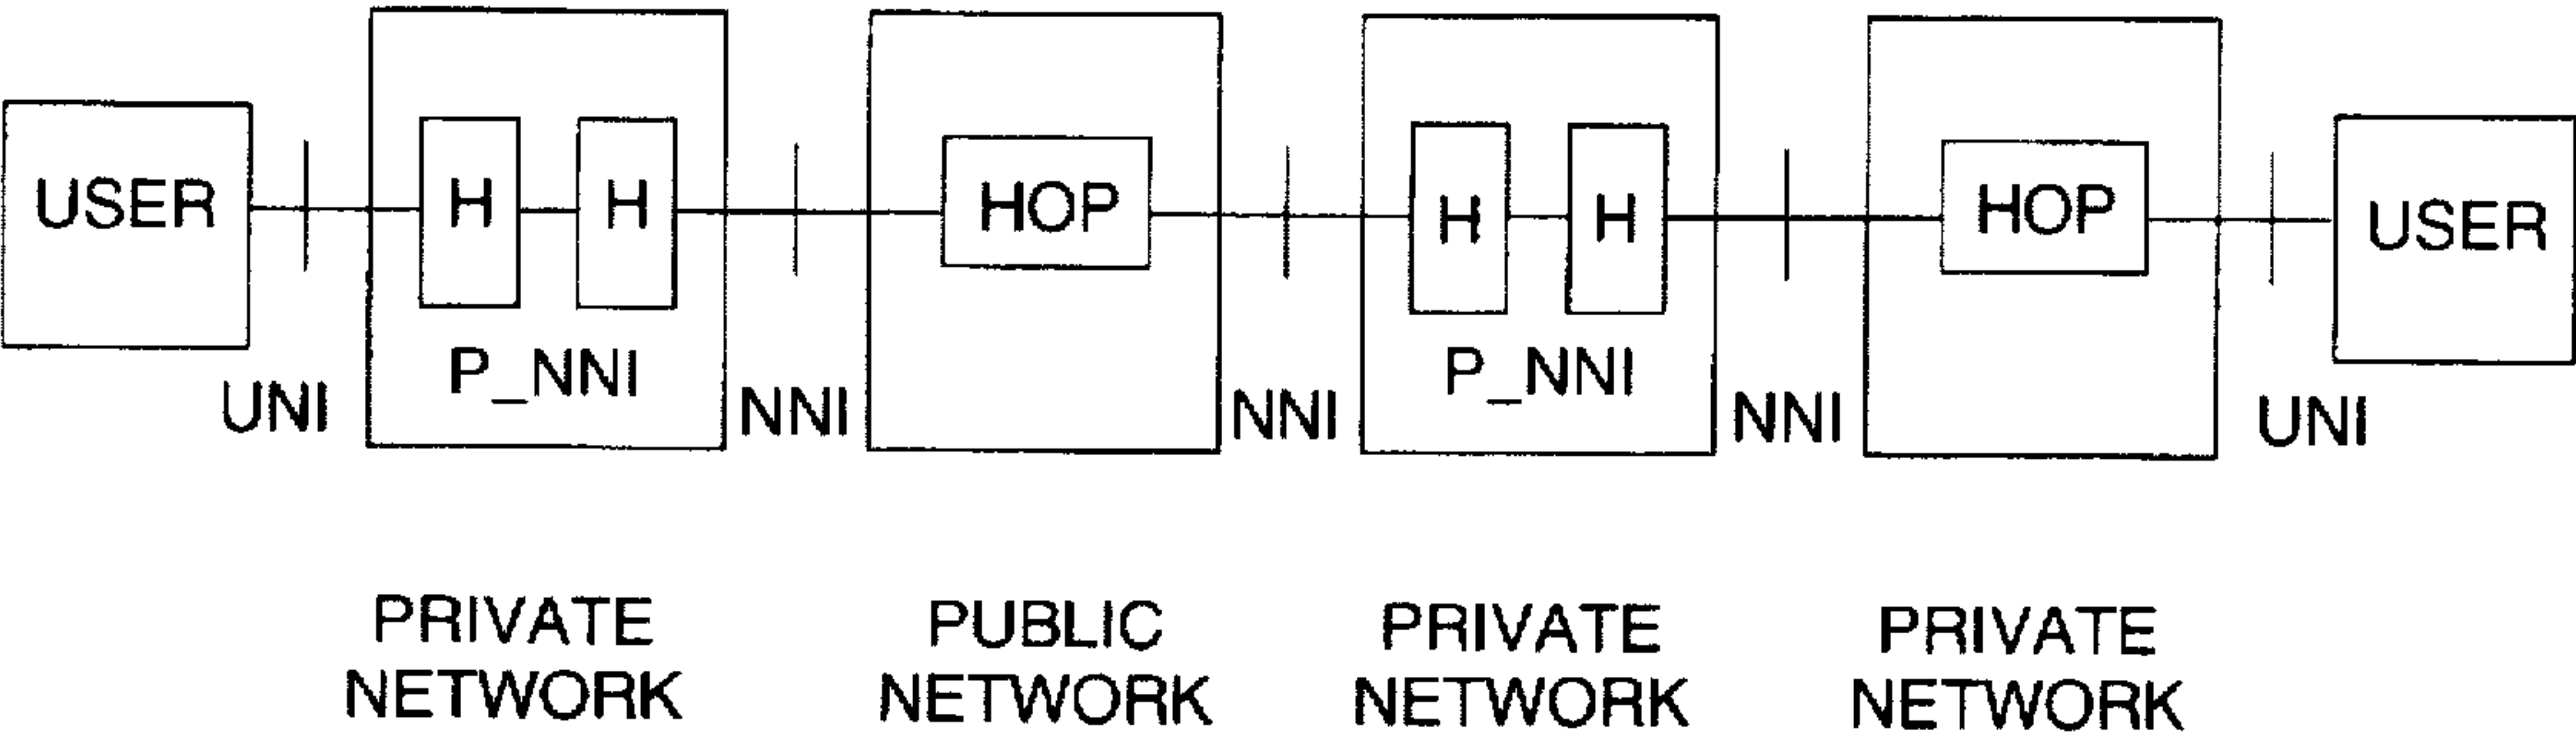 USER
H
H
HOP
H
H
HOP
USER
UNI
P_NNI
NNI
NNI
P_NNI
NNI
UNI
PRIVATE
NETWORK
PUBLIC
NETWORK
PRIVATE
NETWORK
PRIVATE
NETWORK